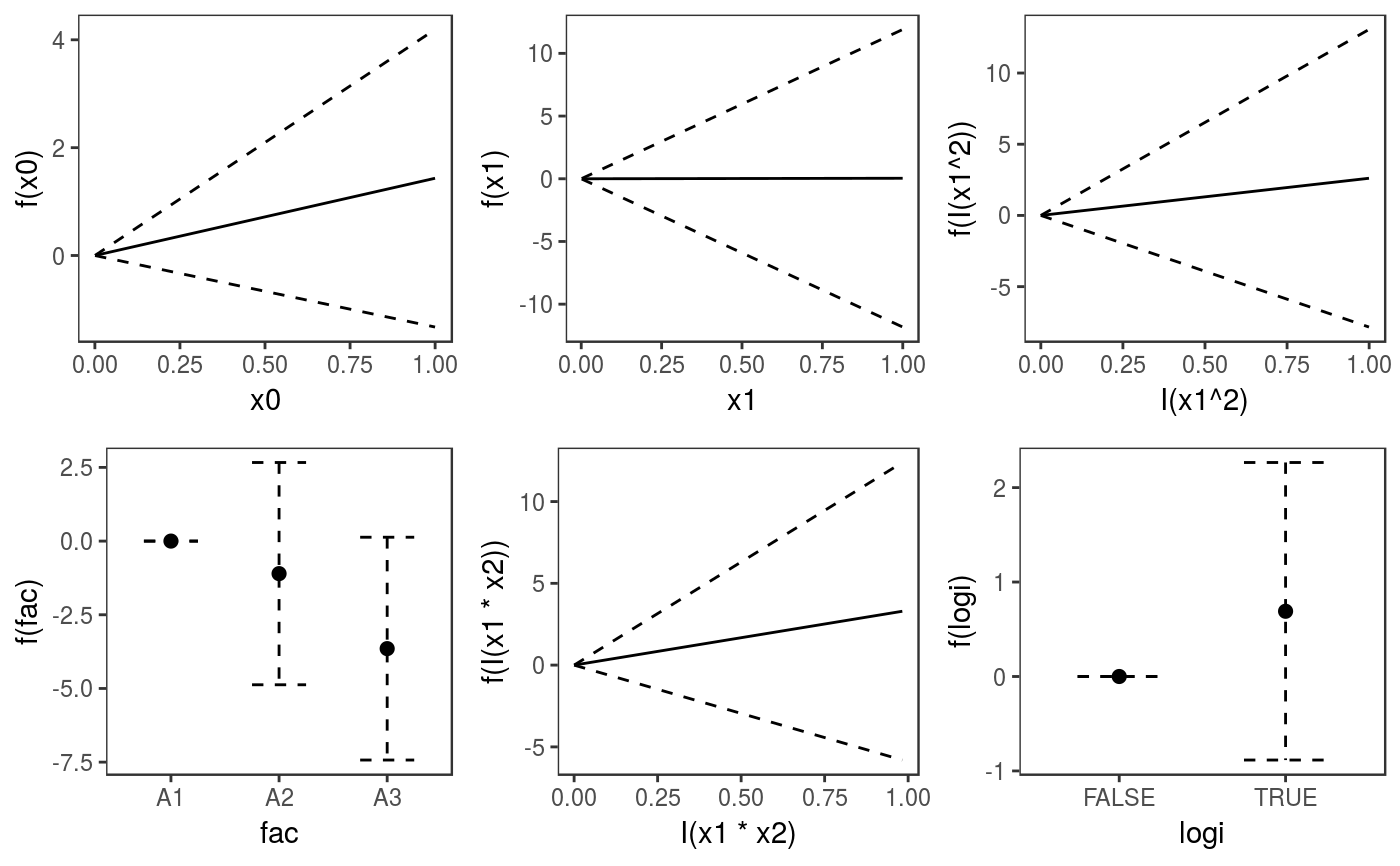 f(x0)
4
2
0
0.00 0.25 0.50 0.75 1.00
x0
f(x1)
10
5
0
-5
-10
0.00 0.25 0.50 0.75 1.00
x1
f(I(x1^2))
10
5
0
-5
0.00 0.25 0.50 0.75 1.00
I(x1^2)
f(fac)
2.5
0.0
-2.5
-5.0
-7.5
A1 A2 A3
fac
f(I(x1 * x2))
10
5
0
-5
0.00 0.25 0.50 0.75 1.00
I(x1 * x2)
f(logi)
2
1
0
-1
FALSE TRUE
logi